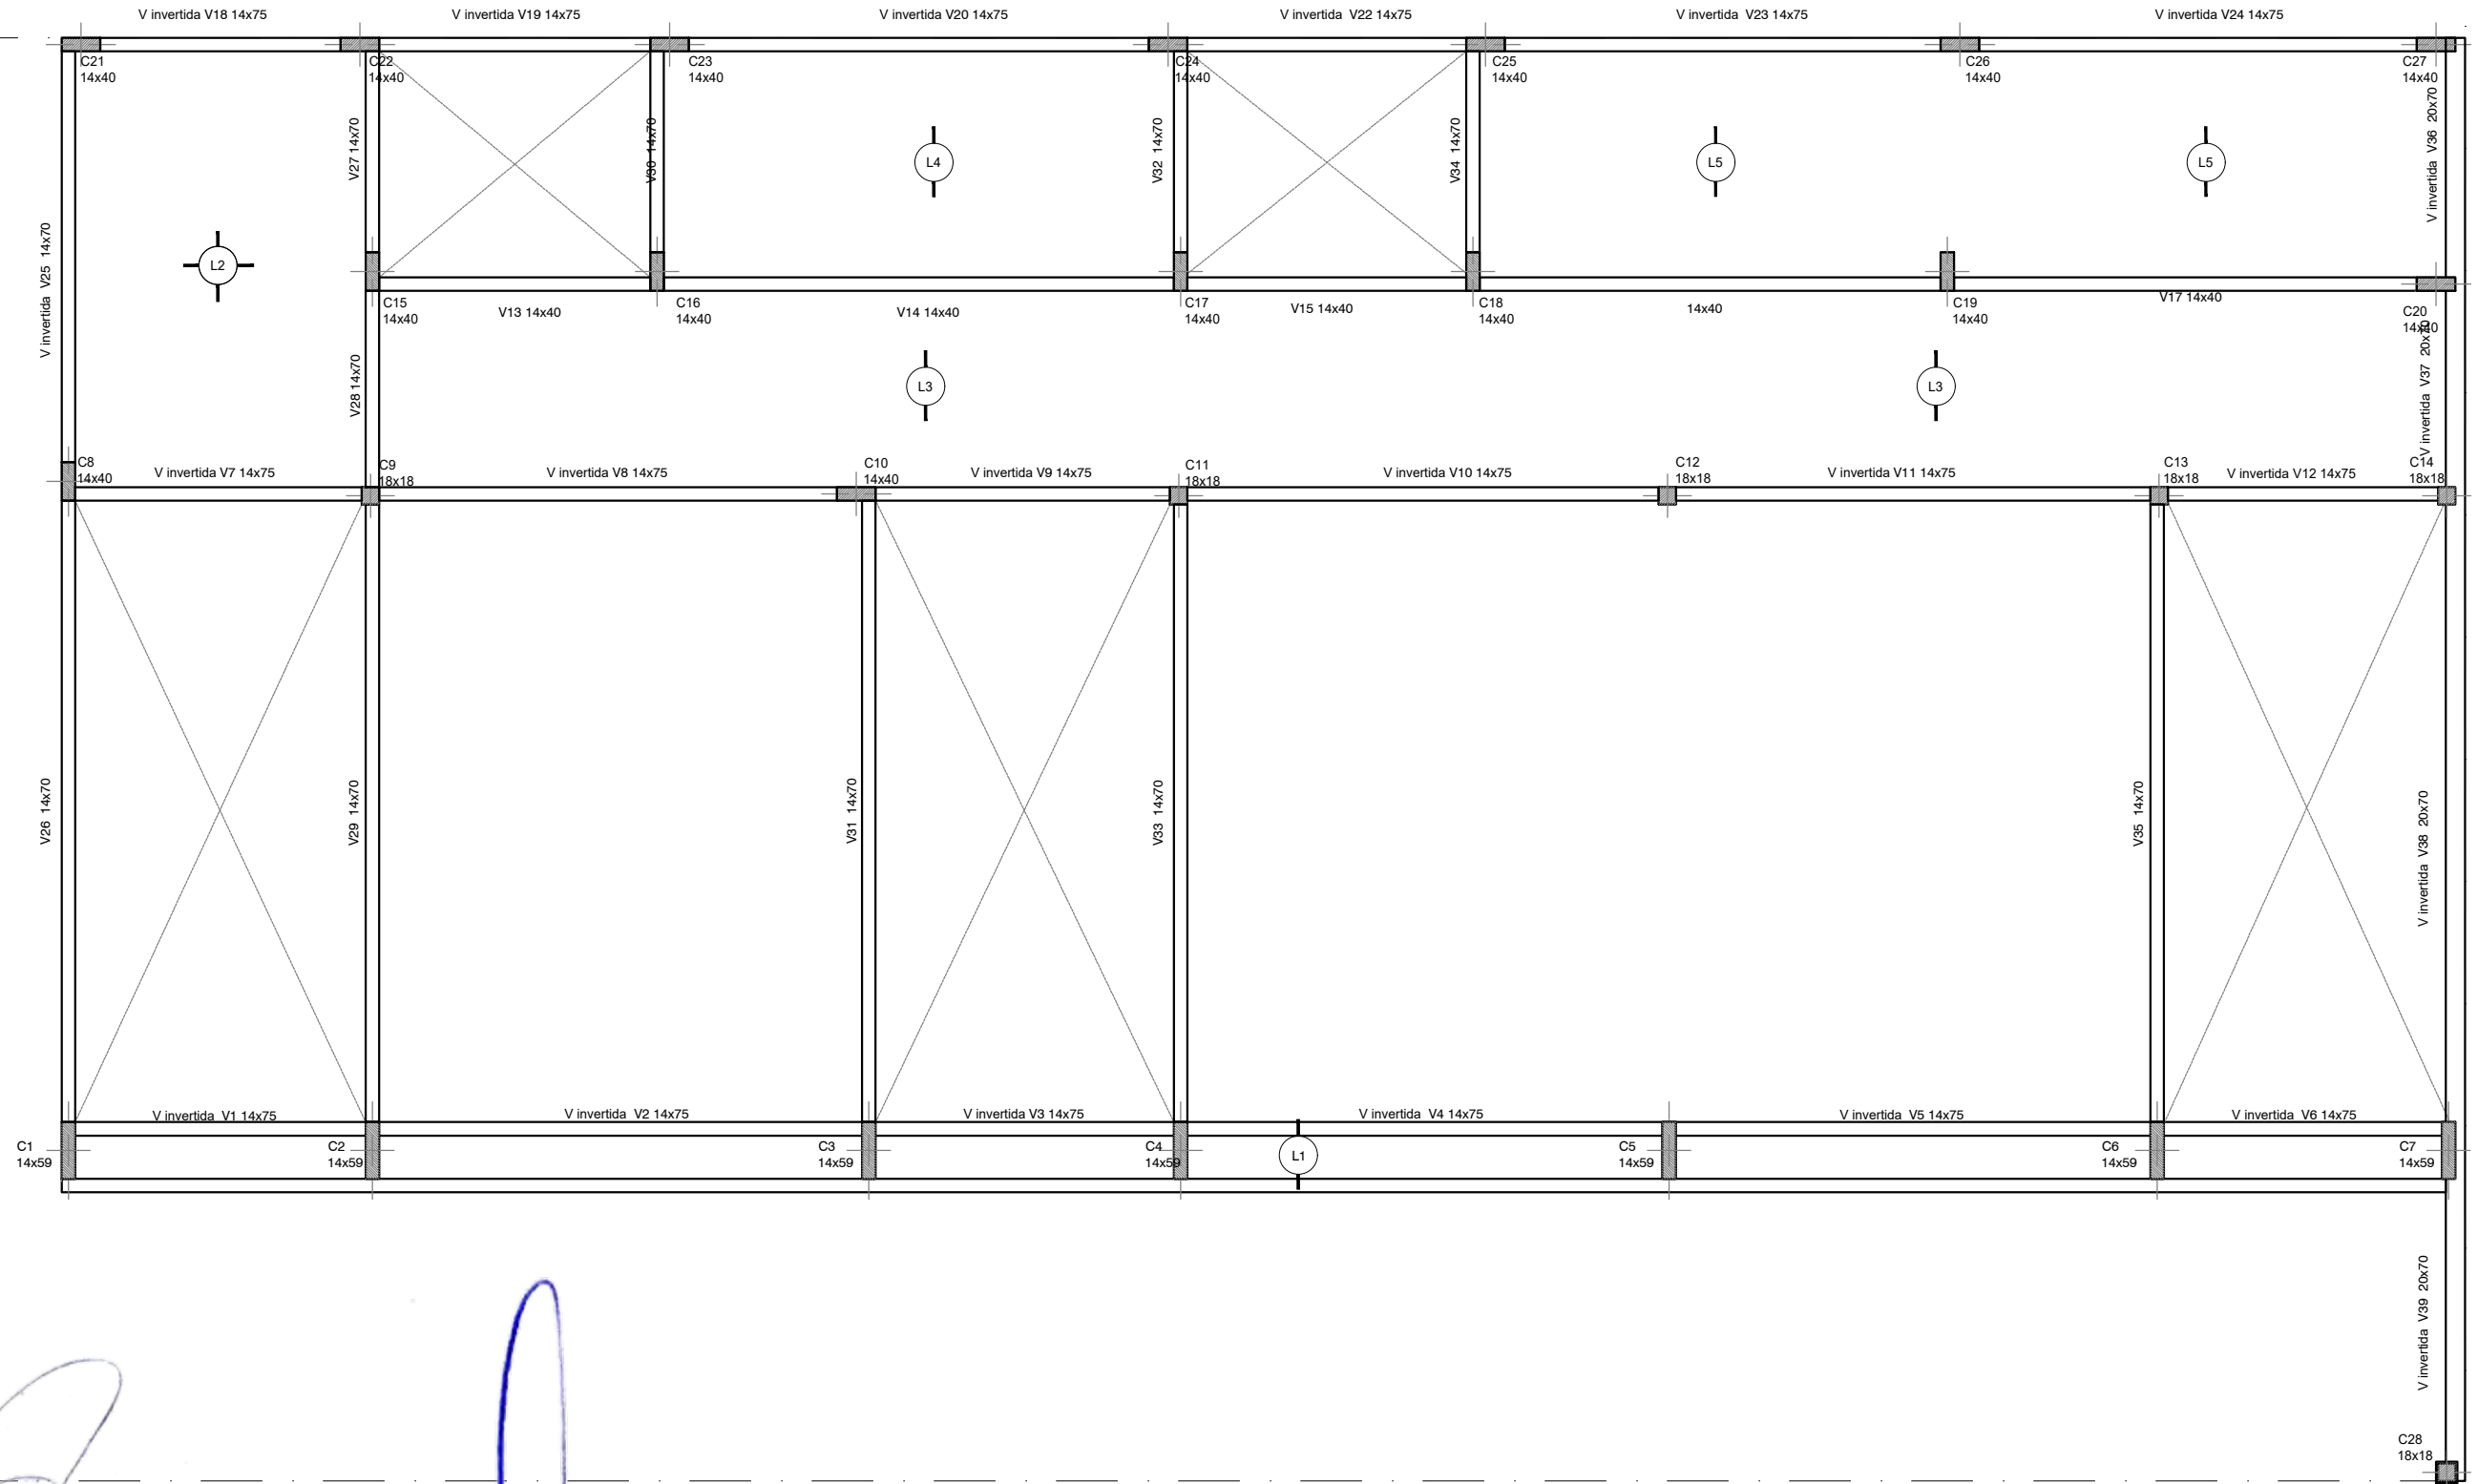 V invertida V18 14x75
V invertida V19 14x75
V invertida V20 14x75
V invertida V22 14x75
V invertida V23 14x75
V invertida V24 14x75
C21
14x40
C22
14x40
C23
14x40
C24
14x40
C25
14x40
C26
14x40
C27
14x40
V invertida V25 14x70
V27 14x70
V30 14x70
V32 14x70
V34 14x70
V invertida V36 20x70
L4
L5
L5
L2
C15
14x40
V13 14x40
C16
14x40
V14 14x40
C17
14x40
V15 14x40
C18
14x40
14x40
C19
14x40
V17 14x40
C20
14x40
V28 14x70
L3
L3
V invertida V37 20x70
C8
14x40
V invertida V7 14x75
C9
18x18
V invertida V8 14x75
C10
14x40
V invertida V9 14x75
C11
18x18
V invertida V10 14x75
C12
18x18
V invertida V11 14x75
C13
18x18
V invertida V12 14x75
C14
18x18
V26 14x70
V29 14x70
V31 14x70
V33 14x70
V35 14x70
V invertida V38 20x70
V invertida V1 14x75
V invertida V2 14x75
V invertida V3 14x75
V invertida V4 14x75
V invertida V5 14x75
V invertida V6 14x75
C1
14x59
C2
14x59
C3
14x59
C4
14x59
L1
C5
14x59
C6
14x59
C7
14x59
V invertida V39 20x70
C28
18x18